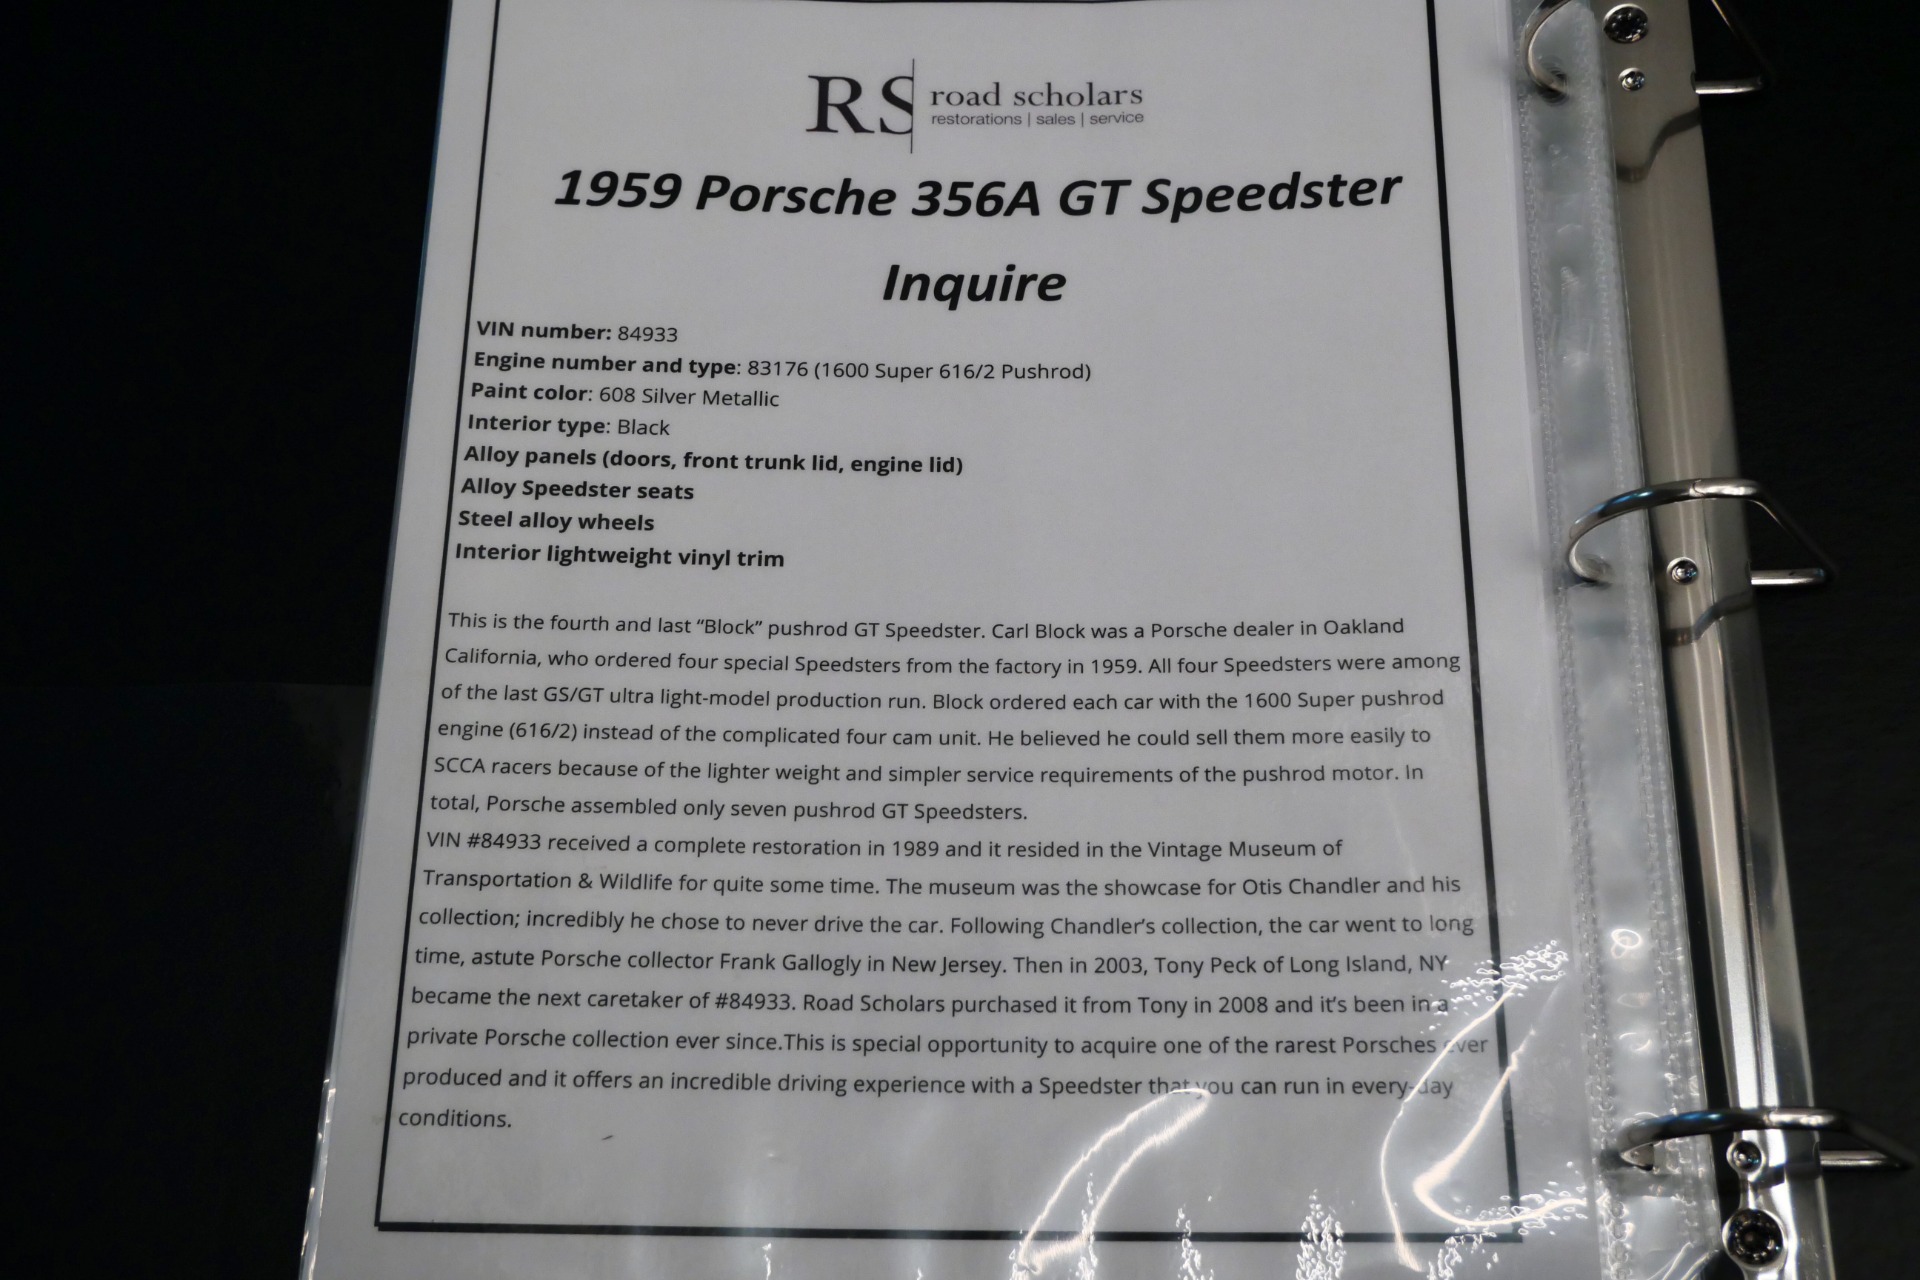 RS road scholars
restorations | sales | service
1959 Porsche 356A GT Speedster
Inquire
VIN number: 84933
Engine number and type: 83176 (1600 Super 616/2 Pushrod)
Paint color: 608 Silver Metallic
Interior type: Black
Alloy panels (doors, front trunk lid, engine lid)
Alloy Speedster seats
Steel alloy wheels
Interior lightweight vinyl trim
This is the fourth and last “Block” pushrod GT Speedster. Carl Block was a Porsche dealer in Oakland
California, who ordered four special Speedsters from the factory in 1959. All four Speedsters were among
of the last GS/GT ultra light-model production run. Block ordered each car with the 1600 Super pushrod
engine (616/2) instead of the complicated four cam unit. He believed he could sell them more easily to
SCCA racers because of the lighter weight and simpler service requirements of the pushrod motor. In
total, Porsche assembled only seven pushrod GT Speedsters.
VIN #84933 received a complete restoration in 1989 and it resided in the Vintage Museum of
Transportation & Wildlife for quite some time. The museum was the showcase for Otis Chandler and his
collection; incredibly he chose to never drive the car. Following Chandler’s collection, the car went to long
time, astute Porsche collector Frank Gallogly in New Jersey. Then in 2003, Tony Peck of Long Island, NY
became the next caretaker of #84933. Road Scholars purchased it from Tony in 2008 and it’s been in a
private Porsche collection ever since.This is special opportunity to acquire one of the rarest Porsches ever
produced and it offers an incredible driving experience with a Speedster that you can run in every-day
conditions.